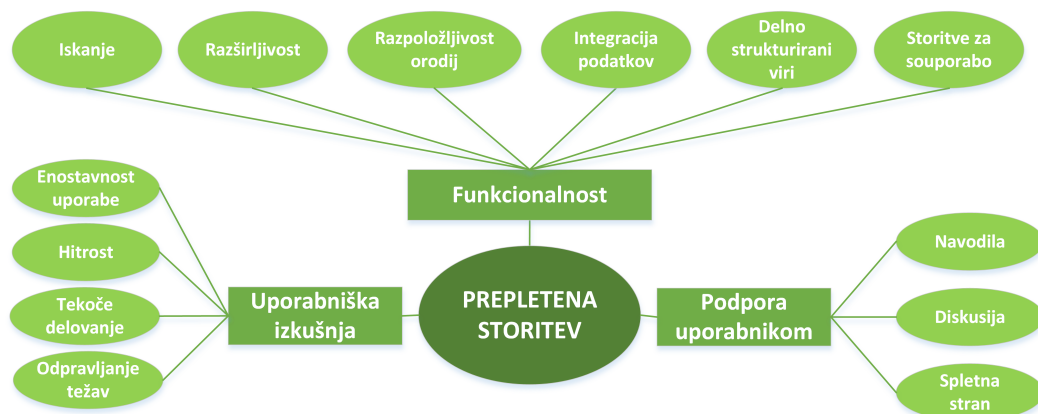 Iskanje
Razširljivost
Razpoložljivost
orodij
Integracija
podatkov
Delno
strukturirani
viri
Storitve za
souporabo
Funkcionalnost
Enostavnost
uporabe
Hitrost
Tekoče
delovanje
Odpravljanje
težav
Uporabniška
izkušnja
PREPLETENA
STORITEV
Podpora
uporabnikom
Navodila
Diskusija
Spletna
stran